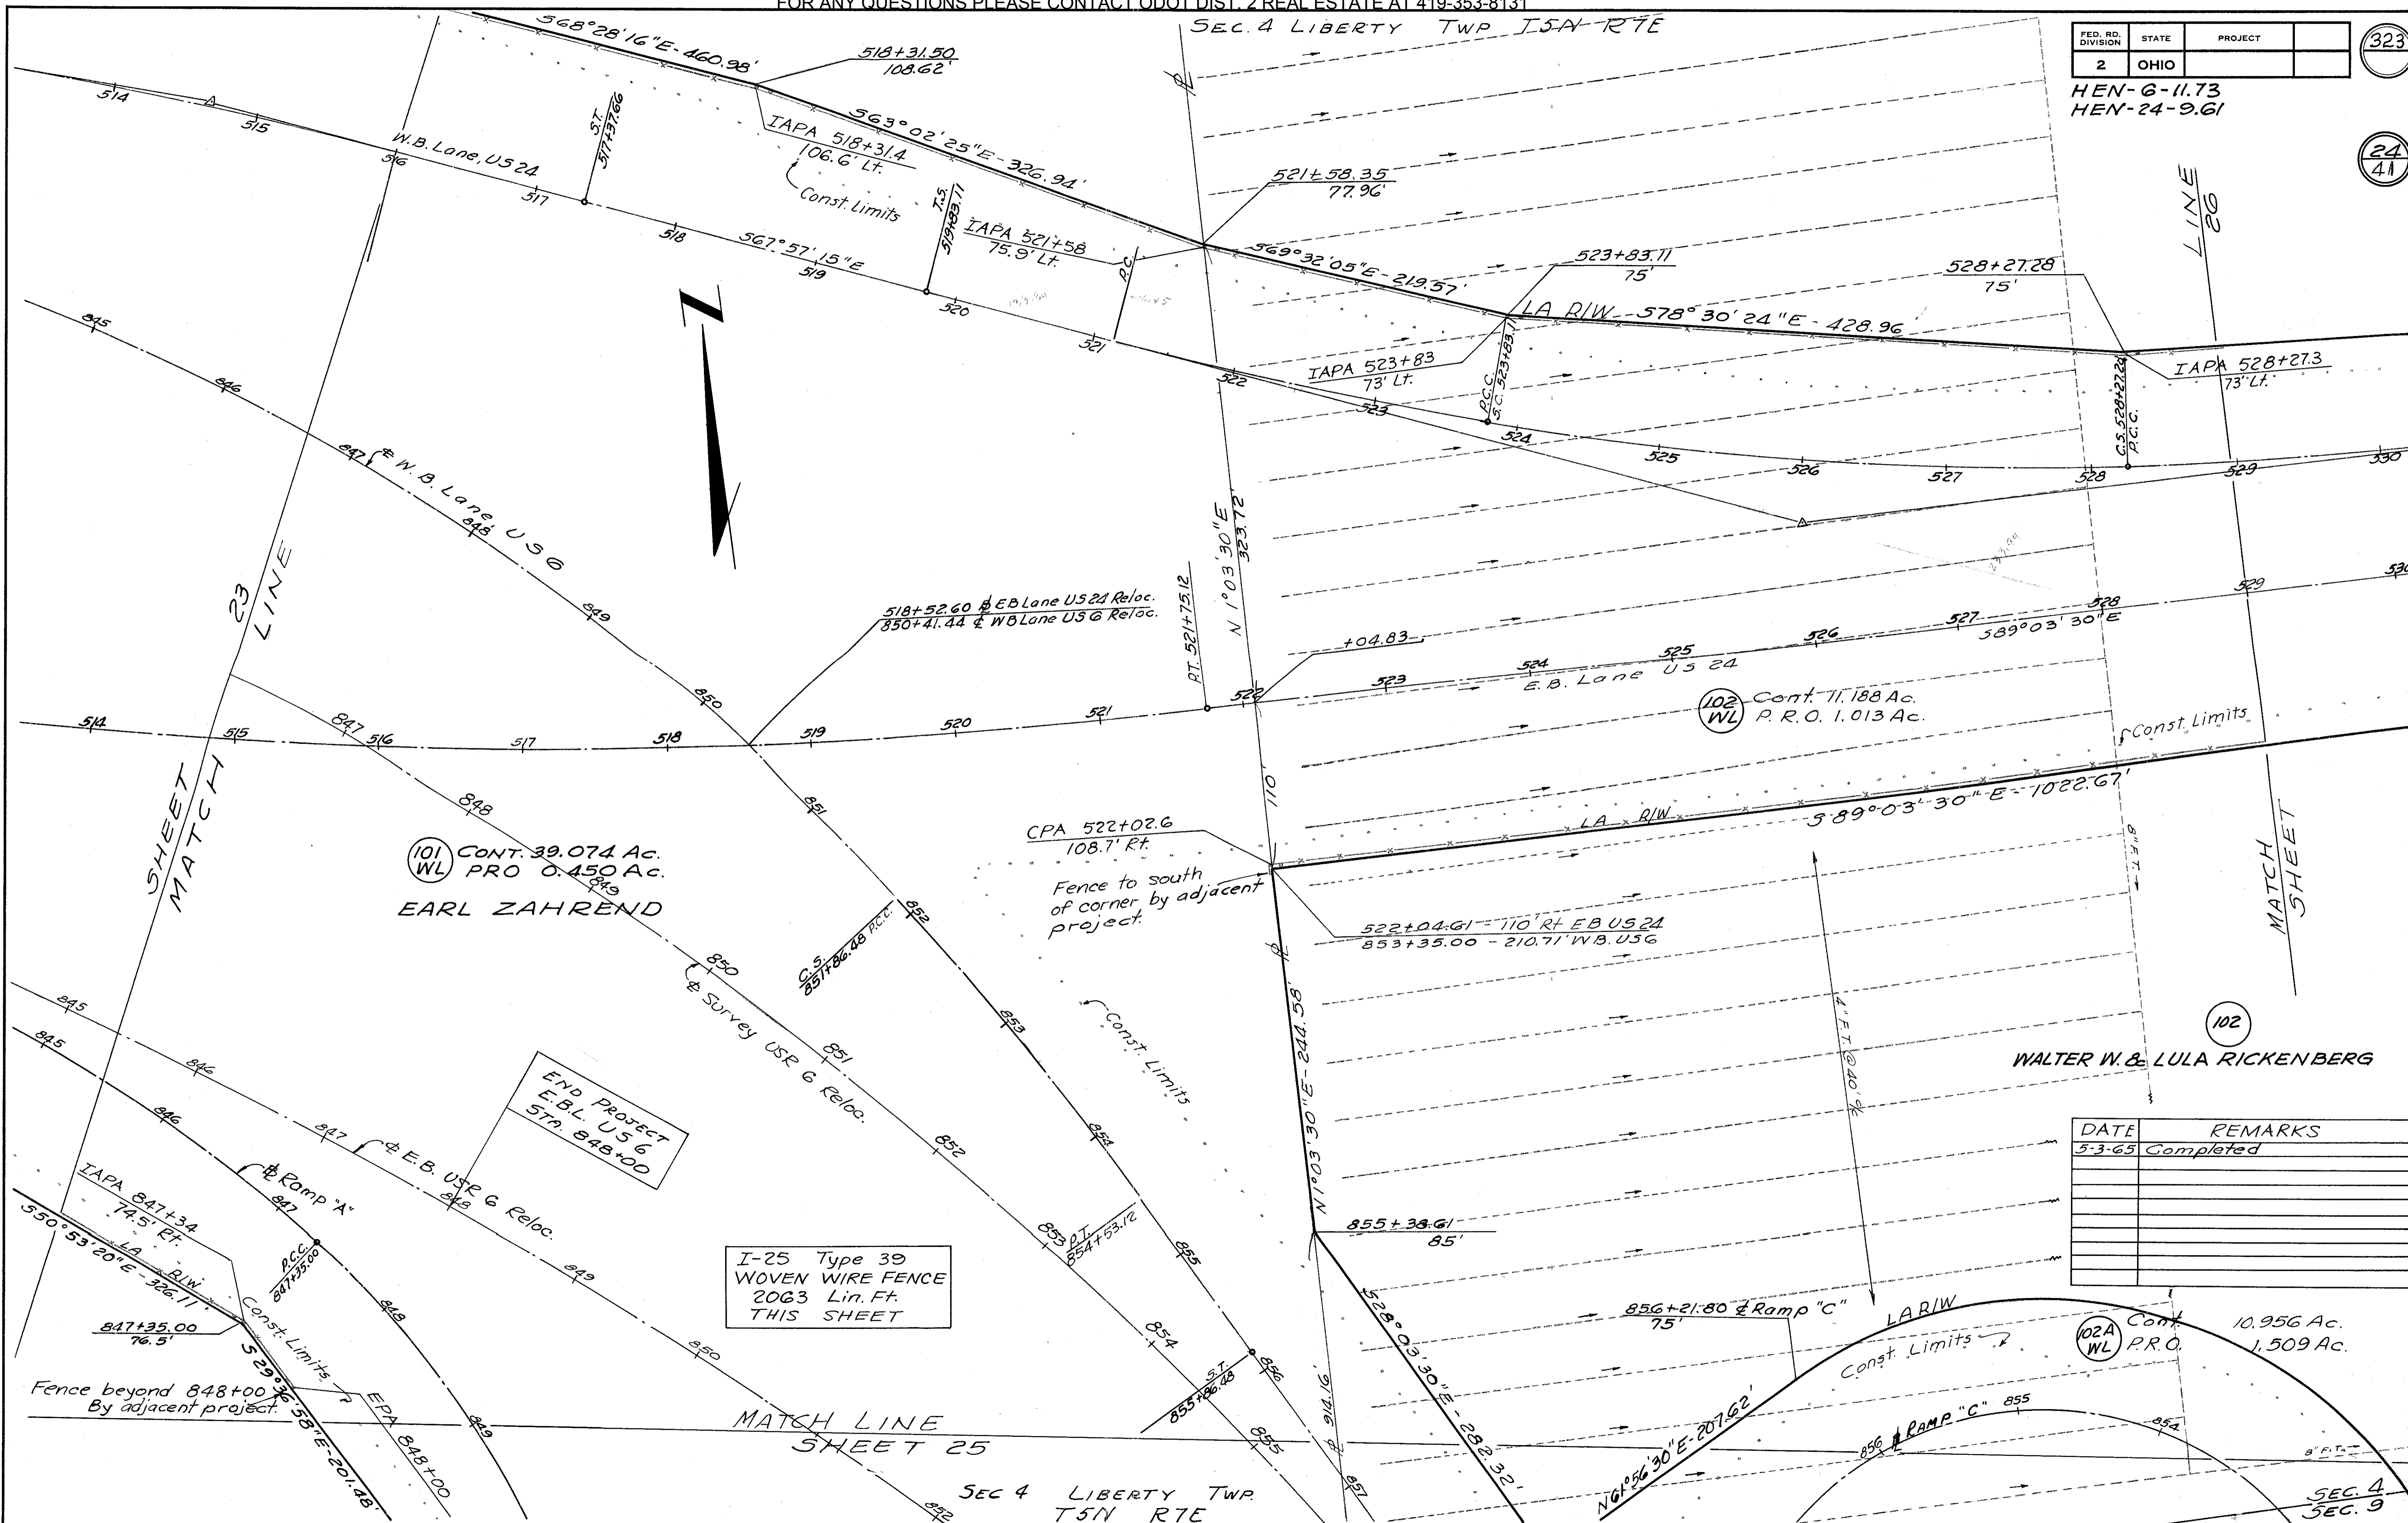 FOR ANY QUESTIONS PLEASE CONTACT ODOT DIST. 2 REAL ESTATE AT 419-353-8131
SEC. 4 LIBERTY TWP T5N R7E
FED. RD. DIVISION STATE PROJECT
2 OHIO
323
HEN-6-11.73
HEN-24-9.61
24
41
S68°28'16"E-460.98'
518+31.50
108.62'
S63°02'25"E-326.94'
IAPA 518+31.4
106.6' Lt.
Const. Limits
S.T.
517+37.66
W.B. Lane, US 24
514
515
516
517
518
519
520
521
522
523
524
525
526
527
528
529
530
S67°57'15"E
T.S.
519+83.11
IAPA 521+58
75.9' Lt.
P.C.
521+58.35
77.96'
S69°32'05"E-219.57'
523+83.11
75'
528+27.28
75'
LA R/W S78°30'24"E-428.96'
IAPA 523+83
73' Lt.
P.C.C.
S.C. 523+83.11
IAPA 528+27.3
73' Lt.
C.S. 528+27.28
P.C.C.
LINE
26
845
846
847
848
849
850
₵ W.B. Lane, US 6
23
LINE
SHEET
MATCH
N 1°03'30"E
323.72'
P.T. 521+75.12
518+52.60 ₵ EB Lane US 24 Reloc.
850+41.44 ₵ WB Lane US 6 Reloc.
+04.83
514
515
516
517
518
519
520
521
522
523
524
525
526
527
528
529
530
E.B. Lane US 24
S89°03'30"E
102
WL
Cont. 11.188 Ac.
P.R.O. 1.013 Ac.
Const. Limits
110'
LA R/W
S89°03'30"E-1022.67'
847
848
849
850
851
852
853
854
855
851
852
853
854
855
856
857
101
WL
CONT. 39.074 Ac.
PRO 0.450 Ac.
EARL ZAHREND
CPA 522+02.6
108.7' Rt.
Fence to south
of corner by adjacent
project.
522+04.61 - 110' Rt EB US 24
853+35.00 - 210.71' W.B. US 6
C.S.
851+86.48 P.C.C.
₵ Survey USR 6 Reloc.
Const. Limits
N1°03'30"E-244.58'
4" F.T. @ 40' %
8" F.T.
MATCH
SHEET
102
WALTER W. & LULA RICKENBERG
845
846
847
848
849
850
852
845
846
847
848
849
END PROJECT
E.B.L. US 6
STA. 848+00
₵ E.B. USR 6 Reloc.
₵ Ramp "A"
IAPA 847+34
74.5' Rt.
S50°53'20"E-326.11'
LA R/W
P.C.C.
847+35.00
847+35.00
76.5'
Const. Limits
Fence beyond 848+00
By adjacent project.
S29°36'58"E-201.48'
EPA 848+00
I-25 Type 39
WOVEN WIRE FENCE
2063 Lin. Ft.
THIS SHEET
P.T.
854+53.12
S.T.
855+86.48
855+38.61
85'
S28°03'30"E-282.32'
914.16'
856+21.80 ₵ Ramp "C"
75'
LA R/W
Const. Limits
N61°56'30"E-207.62'
₵ RAMP "C"
856
855
854
DATE REMARKS
5-3-65 Completed
102A
WL
Cont. 10.956 Ac.
P.R.O. 1.509 Ac.
8" F.T.
MATCH LINE
SHEET 25
SEC 4 LIBERTY TWP.
T5N R7E
SEC. 4
SEC. 9